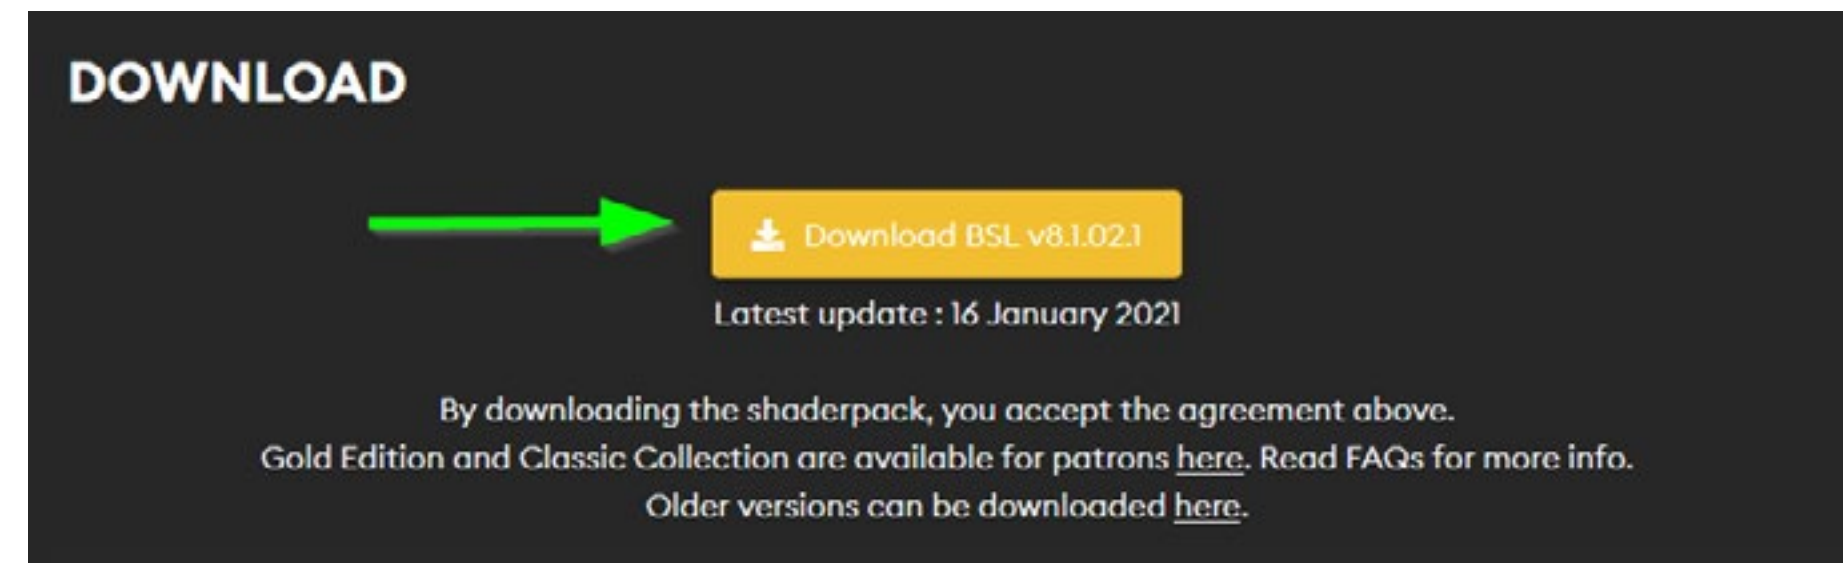 DOWNLOAD
Download BSL v8.1.02.1
Latest update : 16 January 2021
By downloading the shaderpack, you accept the agreement above.
Gold Edition and Classic Collection are available for patrons here. Read FAQs for more info.
Older versions can be downloaded here.